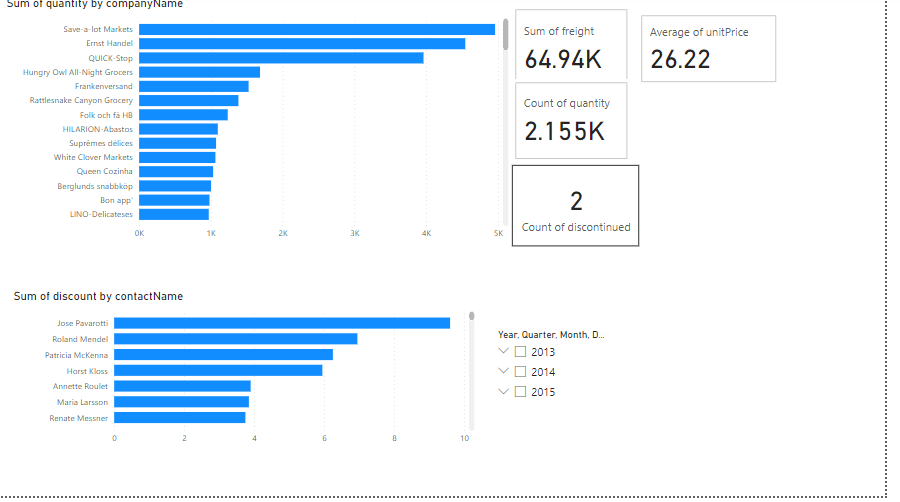 Sum of quantity by companyName
Save-a-lot Markets
Ernst Handel
QUICK-Stop
Hungry Owl All-Night Grocers
Frankenversand
Rattlesnake Canyon Grocery
Folk och fä HB
HILARION-Abastos
Suprêmes délices
White Clover Markets
Queen Cozinha
Berglunds snabbköp
Bon app'
LINO-Delicateses
0K 1K 2K 3K 4K 5K
Sum of freight
64.94K
Average of unitPrice
26.22
Count of quantity
2.155K
2
Count of discontinued
Sum of discount by contactName
Jose Pavarotti
Roland Mendel
Patricia McKenna
Horst Kloss
Annette Roulet
Maria Larsson
Renate Messner
0 2 4 6 8 10
Year, Quarter, Month, D...
2013
2014
2015